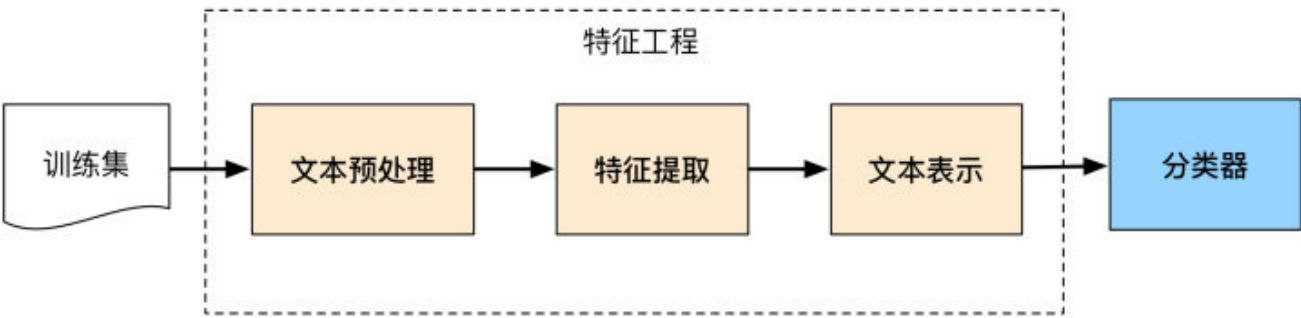 特征工程
训练集
文本预处理
特征提取
文本表示
分类器